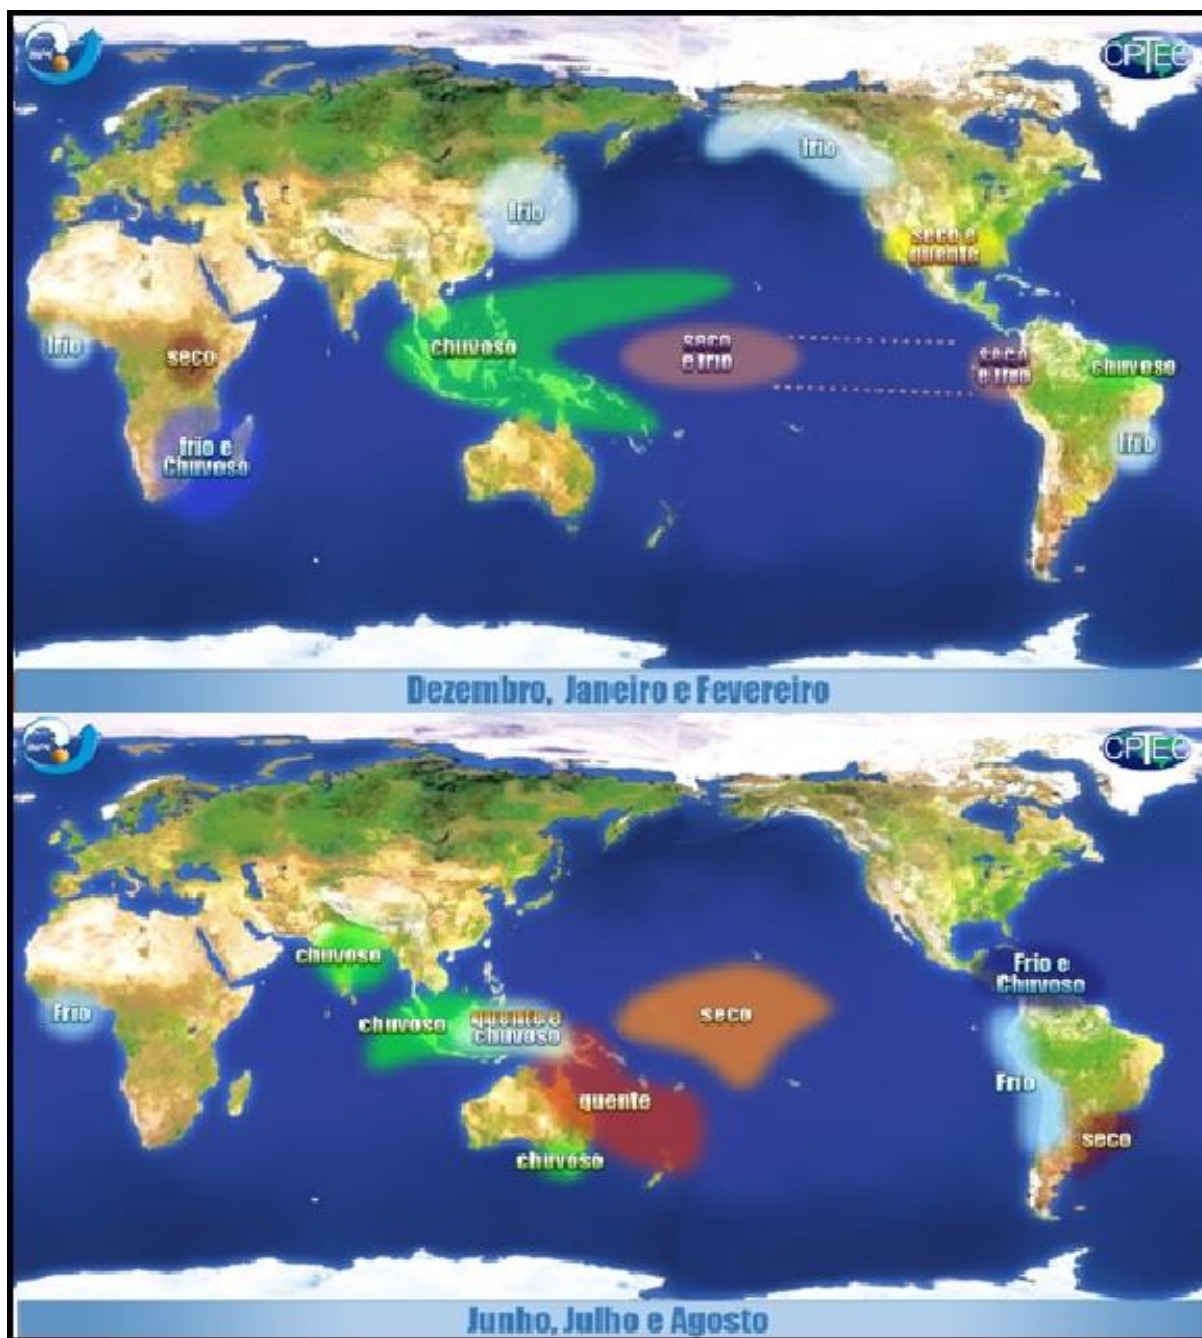 CPTEC
frio
frio
seco e
quente
frio
seco
chuvoso
seco
e frio
seco
e frio
chuvoso
frio e
Chuvoso
frio
Dezembro, Janeiro e Fevereiro
CPTEC
chuvoso
Frio e
Chuvoso
Frio
chuvoso
quente e
chuvoso
seco
Frio
quente
seco
chuvoso
Junho, Julho e Agosto